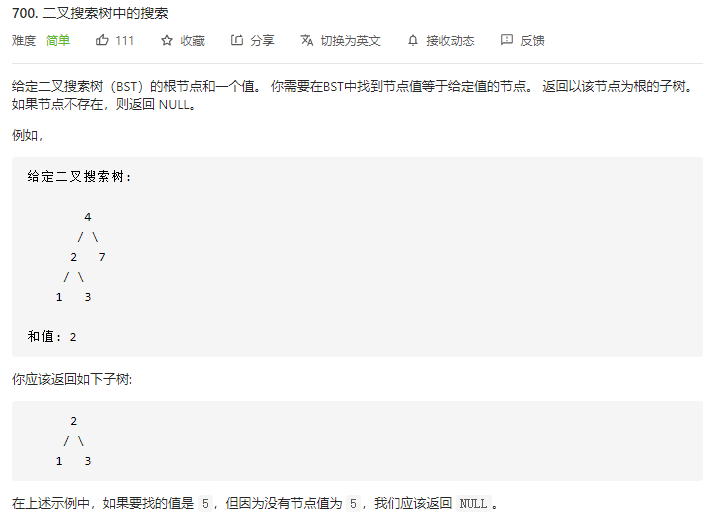 700. 二叉搜索树中的搜索
难度 简单 111 收藏 分享 切换为英文 接收动态 反馈
给定二叉搜索树（BST）的根节点和一个值。 你需要在BST中找到节点值等于给定值的节点。 返回以该节点为根的子树。
如果节点不存在，则返回 NULL。
例如，
给定二叉搜索树:
4
/ \
2 7
/ \
1 3
和值: 2
你应该返回如下子树:
2
/ \
1 3
在上述示例中，如果要找的值是 5，但因为没有节点值为 5，我们应该返回 NULL。